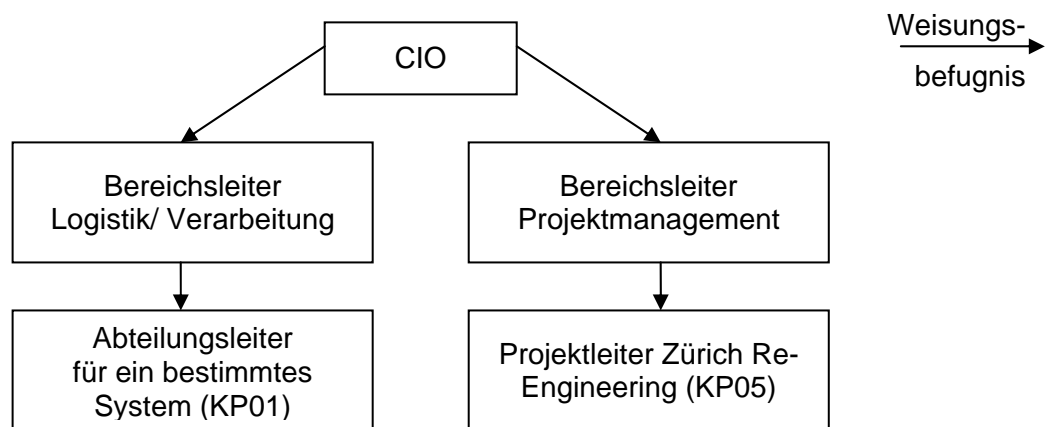 CIO
Weisungs-
befugnis
Bereichsleiter
Logistik/ Verarbeitung
Bereichsleiter
Projektmanagement
Abteilungsleiter
für ein bestimmtes
System (KP01)
Projektleiter Zürich Re-
Engineering (KP05)